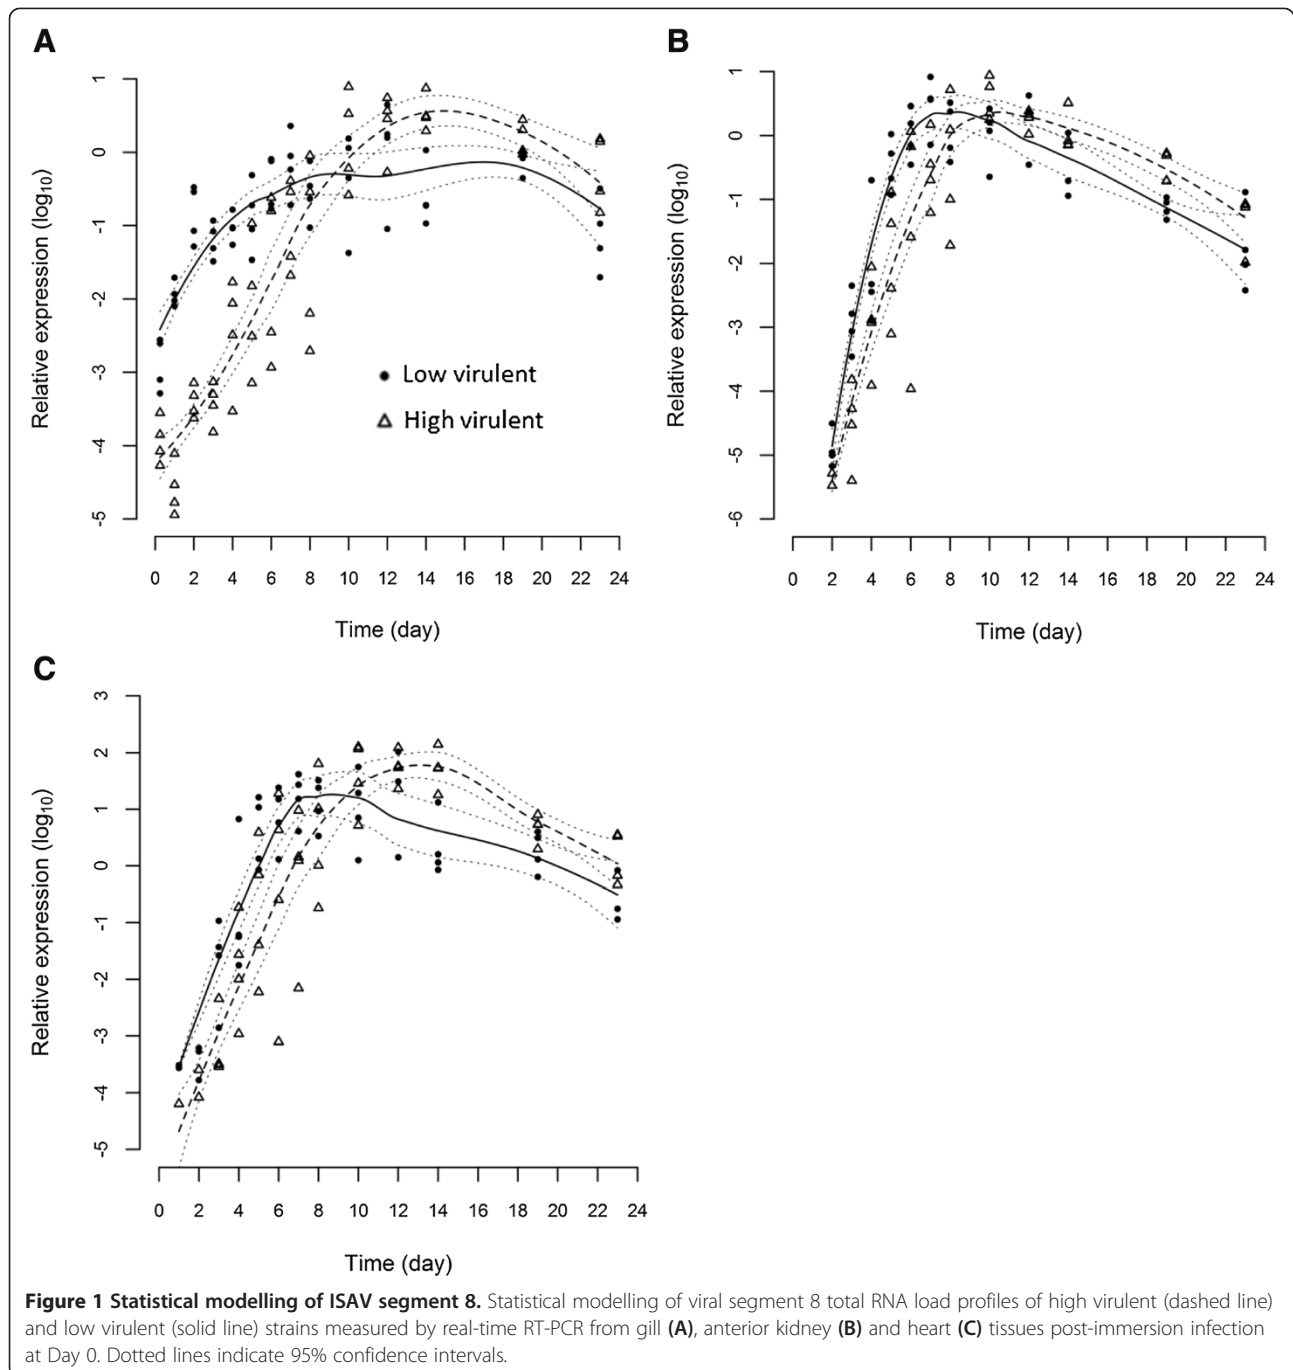 A
Relative expression (log10)
1
0
-1
-2
-3
-4
-5
Low virulent
High virulent
0 2 4 6 8 10 12 14 16 18 20 22 24
Time (day)
B
Relative expression (log10)
1
0
-1
-2
-3
-4
-5
-6
0 2 4 6 8 10 12 14 16 18 20 22 24
Time (day)
C
Relative expression (log10)
3
2
1
0
-1
-2
-3
-4
-5
0 2 4 6 8 10 12 14 16 18 20 22 24
Time (day)
Figure 1 Statistical modelling of ISAV segment 8. Statistical modelling of viral segment 8 total RNA load profiles of high virulent (dashed line)
and low virulent (solid line) strains measured by real-time RT-PCR from gill (A), anterior kidney (B) and heart (C) tissues post-immersion infection
at Day 0. Dotted lines indicate 95% confidence intervals.